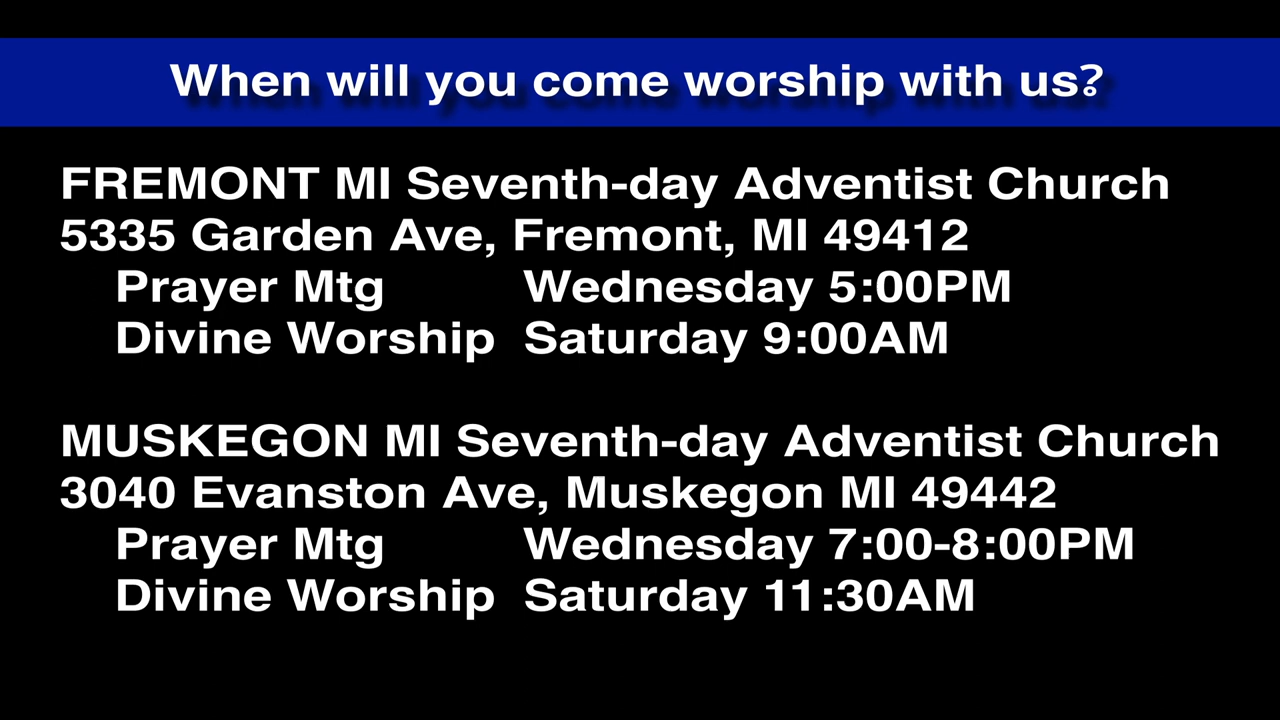 When will you come worship with us?
FREMONT MI Seventh-day Adventist Church
5335 Garden Ave, Fremont, MI 49412
Prayer Mtg Wednesday 5:00PM
Divine Worship Saturday 9:00AM
MUSKEGON MI Seventh-day Adventist Church
3040 Evanston Ave, Muskegon MI 49442
Prayer Mtg Wednesday 7:00-8:00PM
Divine Worship Saturday 11:30AM